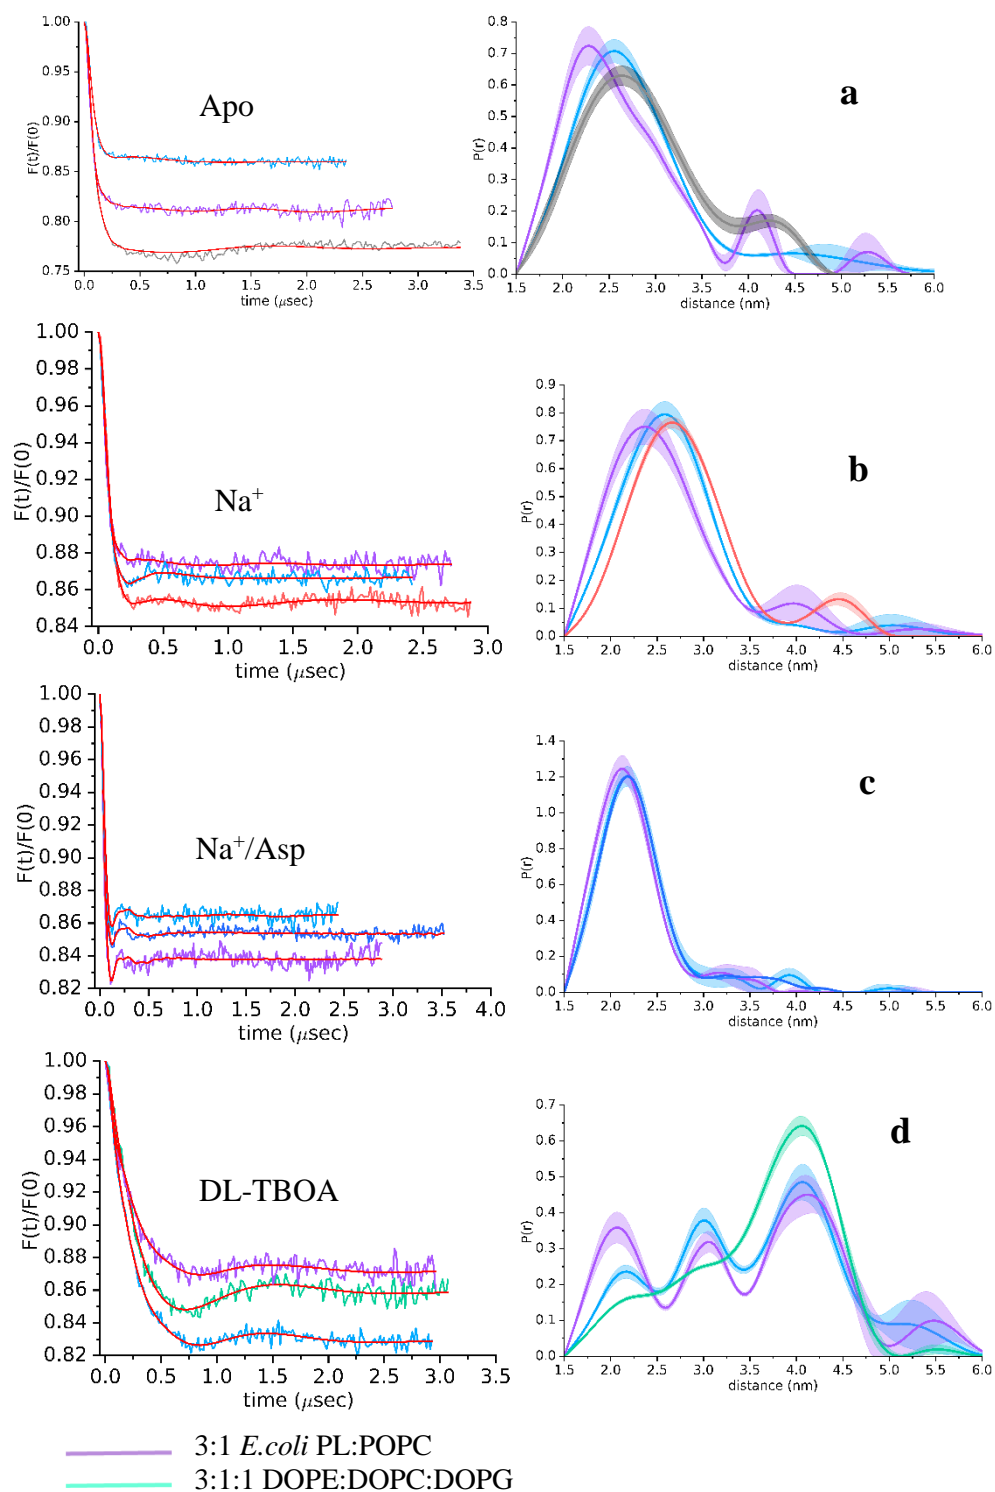 1.00
0.95
0.90
0.85
0.80
0.75
F(t)/F(0)
Apo
0.0 0.5 1.0 1.5 2.0 2.5 3.0 3.5
time (μsec)
0.8
0.7
0.6
0.5
0.4
0.3
0.2
0.1
0.0
P(r)
a
1.5 2.0 2.5 3.0 3.5 4.0 4.5 5.0 5.5 6.0
distance (nm)
1.00
0.98
0.96
0.94
0.92
0.90
0.88
0.86
0.84
F(t)/F(0)
Na⁺
0.0 0.5 1.0 1.5 2.0 2.5 3.0
time (μsec)
0.9
0.8
0.7
0.6
0.5
0.4
0.3
0.2
0.1
0.0
P(r)
b
1.5 2.0 2.5 3.0 3.5 4.0 4.5 5.0 5.5 6.0
distance (nm)
1.00
0.98
0.96
0.94
0.92
0.90
0.88
0.86
0.84
0.82
F(t)/F(0)
Na⁺/Asp
0.0 0.5 1.0 1.5 2.0 2.5 3.0 3.5 4.0
time (μsec)
1.4
1.2
1.0
0.8
0.6
0.4
0.2
0.0
P(r)
c
1.5 2.0 2.5 3.0 3.5 4.0 4.5 5.0 5.5 6.0
distance (nm)
1.00
0.98
0.96
0.94
0.92
0.90
0.88
0.86
0.84
0.82
F(t)/F(0)
DL-TBOA
0.0 0.5 1.0 1.5 2.0 2.5 3.0 3.5
time (μsec)
0.7
0.6
0.5
0.4
0.3
0.2
0.1
0.0
P(r)
d
1.5 2.0 2.5 3.0 3.5 4.0 4.5 5.0 5.5 6.0
distance (nm)
3:1 E.coli PL:POPC
3:1:1 DOPE:DOPC:DOPG